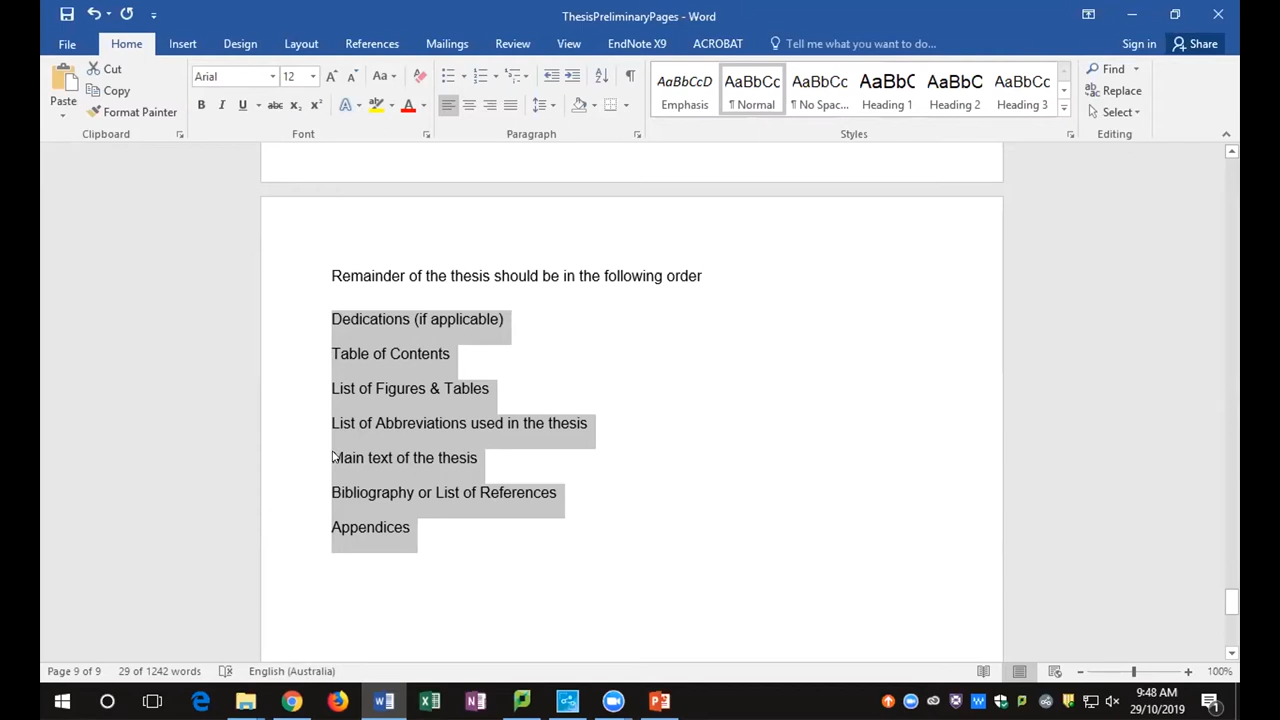 ThesisPreliminaryPages - Word
File Home Insert Design Layout References Mailings Review View EndNote X9 ACROBAT Tell me what you want to do... Sign in Share
Paste
Cut
Copy
Format Painter
Clipboard
Arial 12
Aa
B I U abc x₂ x² A A
Font
Paragraph
AaBbCcD AaBbCc AaBbCc AaBbC AaBbC AaBbCc
Emphasis ¶ Normal ¶ No Spac... Heading 1 Heading 2 Heading 3
Styles
Find
Replace
Select
Editing
Remainder of the thesis should be in the following order
Dedications (if applicable)
Table of Contents
List of Figures & Tables
List of Abbreviations used in the thesis
Main text of the thesis
Bibliography or List of References
Appendices
Page 9 of 9 29 of 1242 words English (Australia) 100%
9:48 AM
29/10/2019